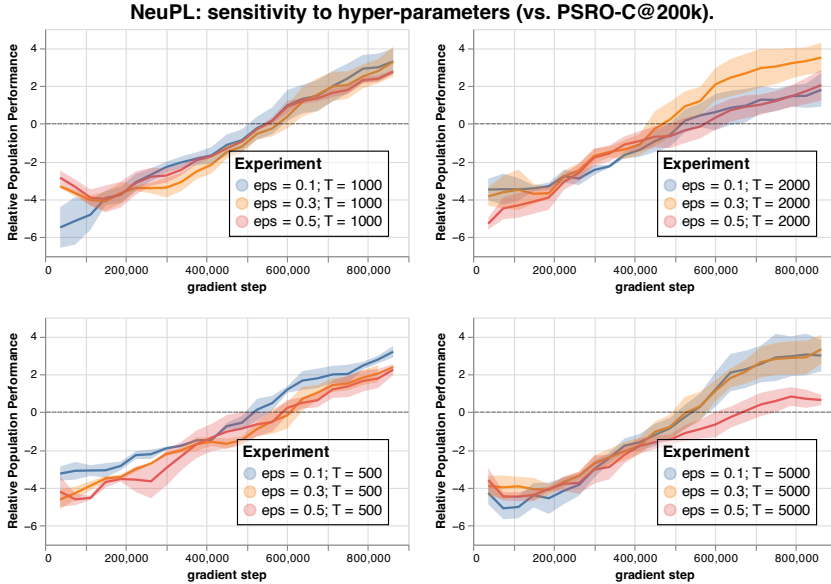 NeuPL: sensitivity to hyper-parameters (vs. PSRO-C@200k).
Relative Population Performance
4
2
0
−2
−4
−6
Experiment
eps = 0.1; T = 1000
eps = 0.3; T = 1000
eps = 0.5; T = 1000
0 200,000 400,000 600,000 800,000
gradient step
Relative Population Performance
4
2
0
−2
−4
−6
Experiment
eps = 0.1; T = 2000
eps = 0.3; T = 2000
eps = 0.5; T = 2000
0 200,000 400,000 600,000 800,000
gradient step
Relative Population Performance
4
2
0
−2
−4
−6
Experiment
eps = 0.1; T = 500
eps = 0.3; T = 500
eps = 0.5; T = 500
0 200,000 400,000 600,000 800,000
gradient step
Relative Population Performance
4
2
0
−2
−4
−6
Experiment
eps = 0.1; T = 5000
eps = 0.3; T = 5000
eps = 0.5; T = 5000
0 200,000 400,000 600,000 800,000
gradient step